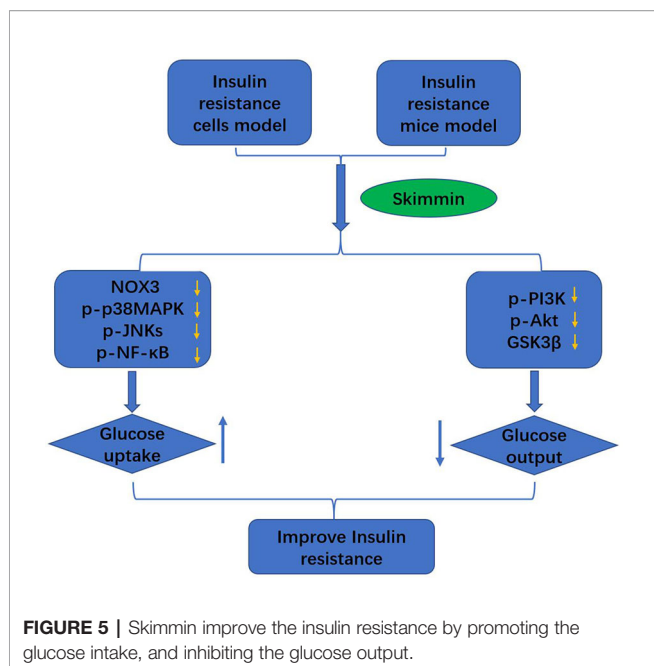 Insulin
resistance
cells model
Insulin
resistance
mice model
Skimmin
NOX3 ↓
p-p38MAPK ↓
p-JNKs ↓
p-NF-κB ↓
p-PI3K ↓
p-Akt ↓
GSK3β ↓
Glucose
uptake
Glucose
output
Improve Insulin
resistance
FIGURE 5 | Skimmin improve the insulin resistance by promoting the
glucose intake, and inhibiting the glucose output.